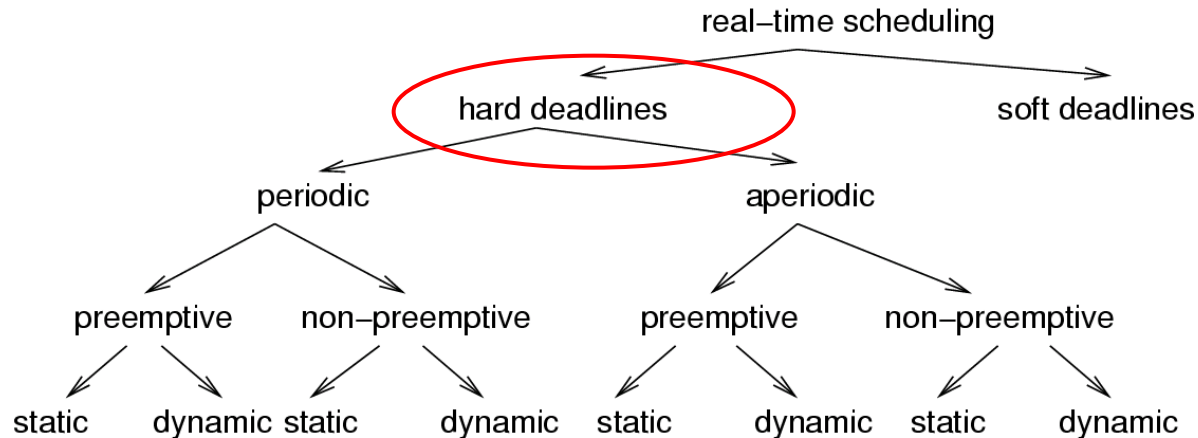 real−time scheduling
hard deadlines soft deadlines
periodic aperiodic
preemptive non−preemptive preemptive non−preemptive
static dynamic static dynamic static dynamic static dynamic